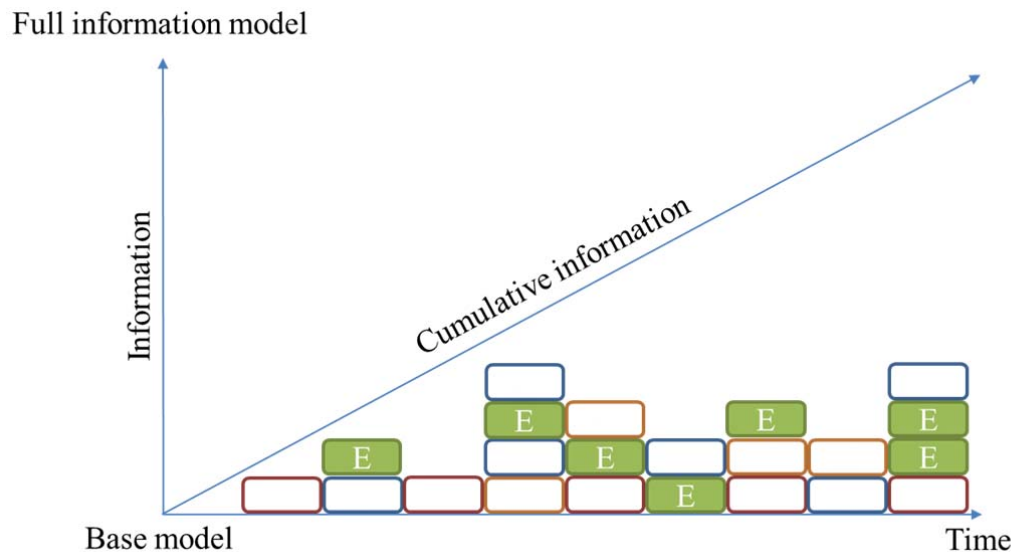 Full information model
Information
Cumulative information
E
E
E
E
E
E
E
Base model
Time